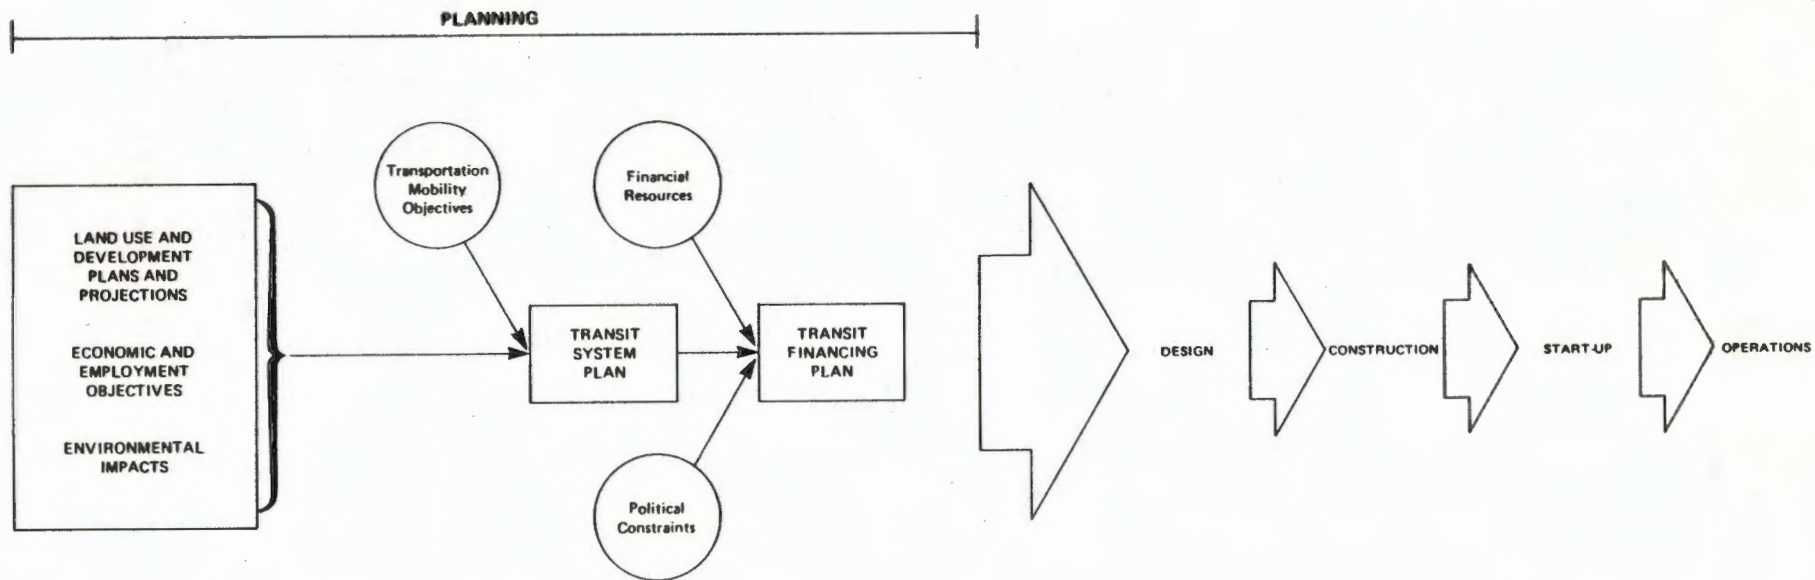 PLANNING
LAND USE AND
DEVELOPMENT
PLANS AND
PROJECTIONS
ECONOMIC AND
EMPLOYMENT
OBJECTIVES
ENVIRONMENTAL
IMPACTS
Transportation
Mobility
Objectives
Financial
Resources
TRANSIT
SYSTEM
PLAN
TRANSIT
FINANCING
PLAN
Political
Constraints
DESIGN
CONSTRUCTION
START-UP
OPERATIONS